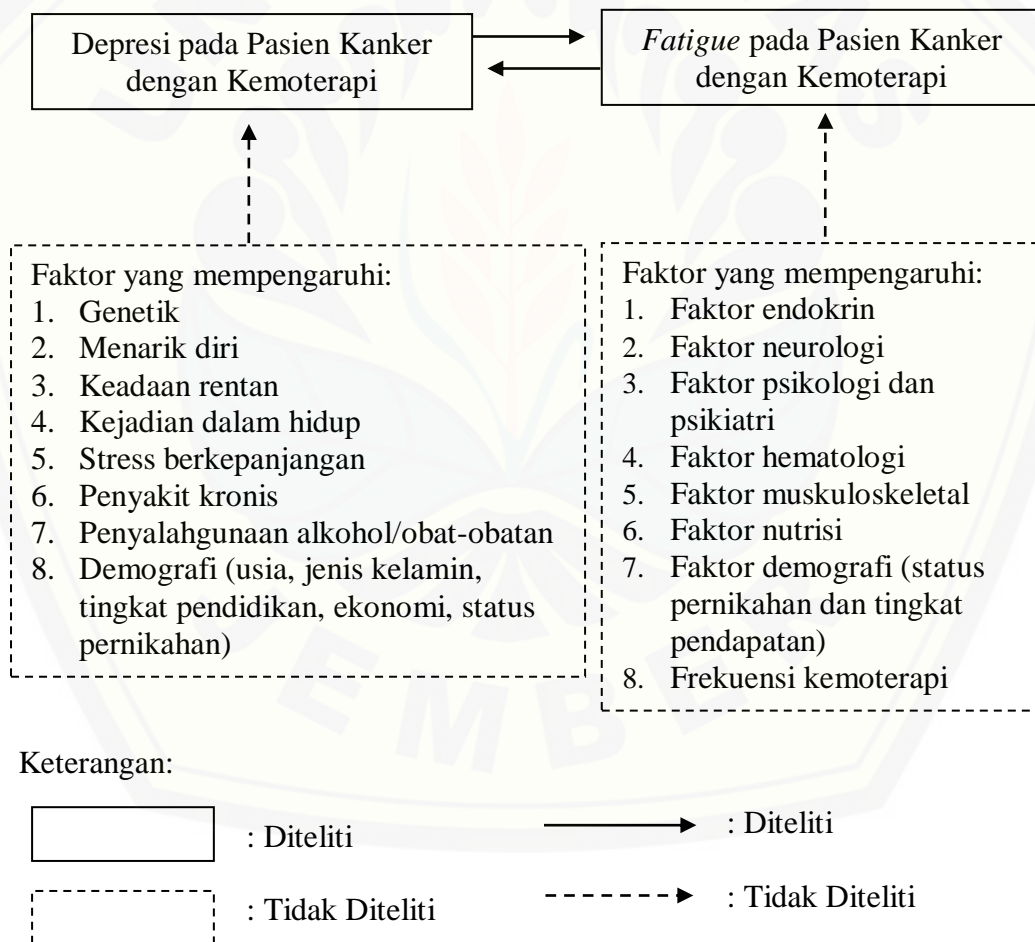 Depresi pada Pasien Kanker
dengan Kemoterapi
Fatigue pada Pasien Kanker
dengan Kemoterapi
Faktor yang mempengaruhi:
1. Genetik
2. Menarik diri
3. Keadaan rentan
4. Kejadian dalam hidup
5. Stress berkepanjangan
6. Penyakit kronis
7. Penyalahgunaan alkohol/obat-obatan
8. Demografi (usia, jenis kelamin,
tingkat pendidikan, ekonomi, status
pernikahan)
Faktor yang mempengaruhi:
1. Faktor endokrin
2. Faktor neurologi
3. Faktor psikologi dan
psikiatri
4. Faktor hematologi
5. Faktor muskuloskeletal
6. Faktor nutrisi
7. Faktor demografi (status
pernikahan dan tingkat
pendapatan)
8. Frekuensi kemoterapi
Keterangan:
: Diteliti
: Diteliti
: Tidak Diteliti
: Tidak Diteliti